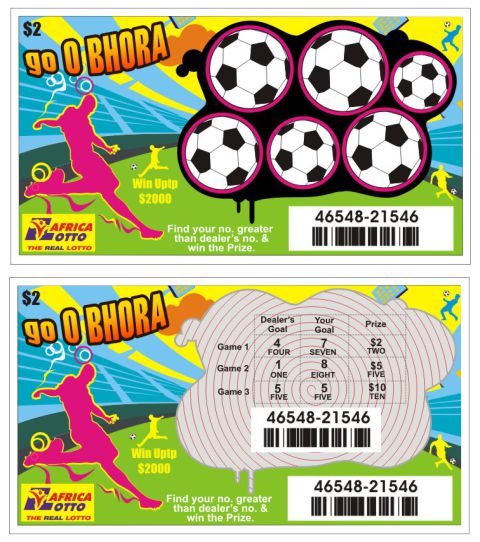 $2
go O BHORA
Win Uptp
$2000
AFRICA
LOTTO
THE REAL LOTTO
Find your no. greater
than dealer's no. &
win the Prize.
46548-21546
$2
go O BHORA
Dealer's Goal Your Goal Prize
Game 1 4 FOUR 7 SEVEN $2 TWO
Game 2 1 ONE 8 EIGHT $5 FIVE
Game 3 5 FIVE 5 FIVE $10 TEN
46548-21546
Win Uptp
$2000
AFRICA
LOTTO
THE REAL LOTTO
Find your no. greater
than dealer's no. &
win the Prize.
46548-21546